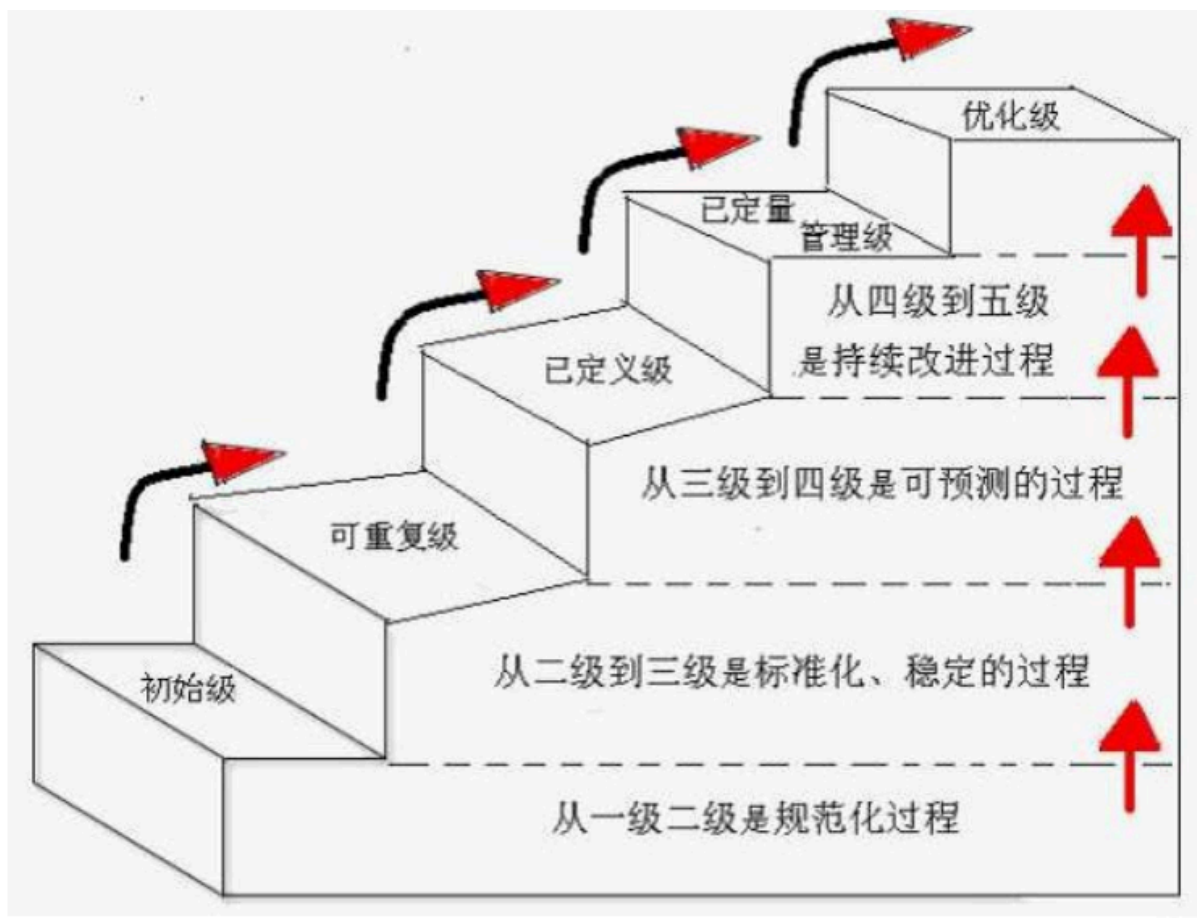 优化级
已定量
管理级
从四级到五级
是持续改进过程
已定义级
从三级到四级是可预测的过程
可重复级
从二级到三级是标准化、稳定的过程
初始级
从一级二级是规范化过程